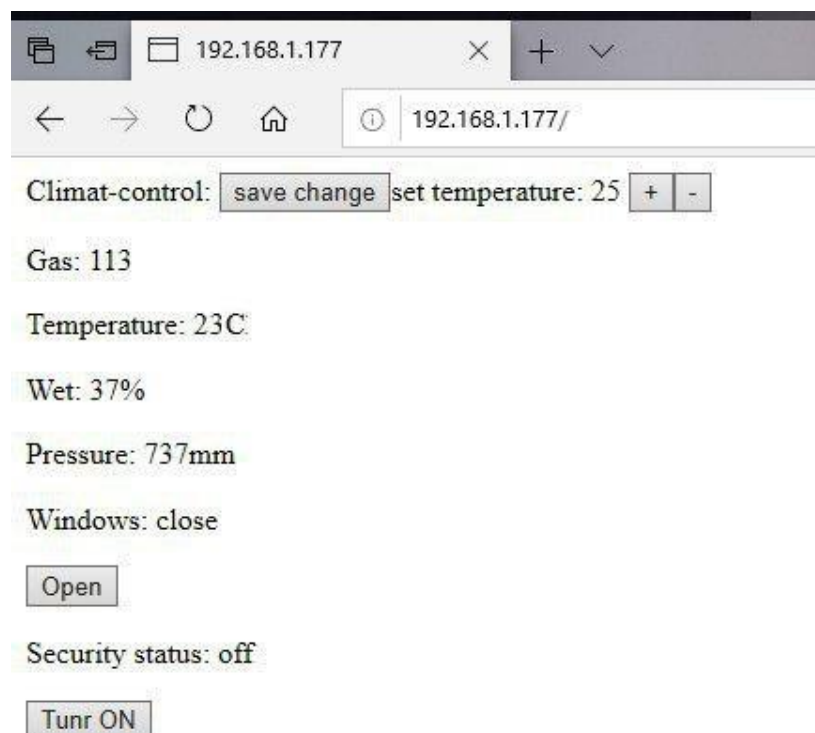 192.168.1.177
192.168.1.177/
Climat-control: save change set temperature: 25 + -
Gas: 113
Temperature: 23C
Wet: 37%
Pressure: 737mm
Windows: close
Open
Security status: off
Tunr ON